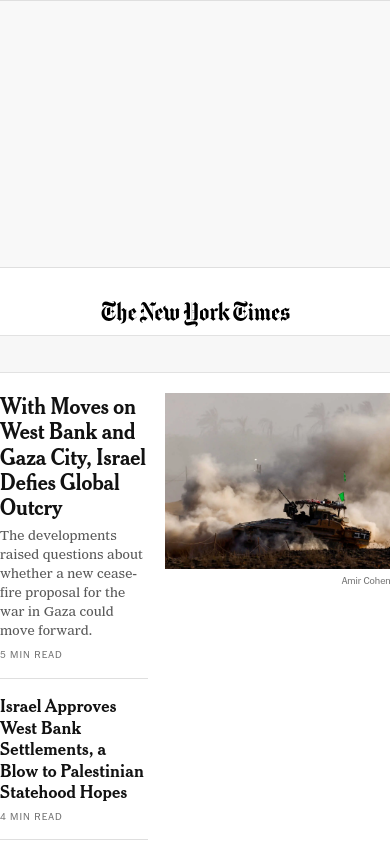 The New York Times
With Moves on
West Bank and
Gaza City, Israel
Defies Global
Outcry
The developments
raised questions about
whether a new cease-
fire proposal for the
war in Gaza could
move forward.
5 MIN READ
Amir Cohen
Israel Approves
West Bank
Settlements, a
Blow to Palestinian
Statehood Hopes
4 MIN READ